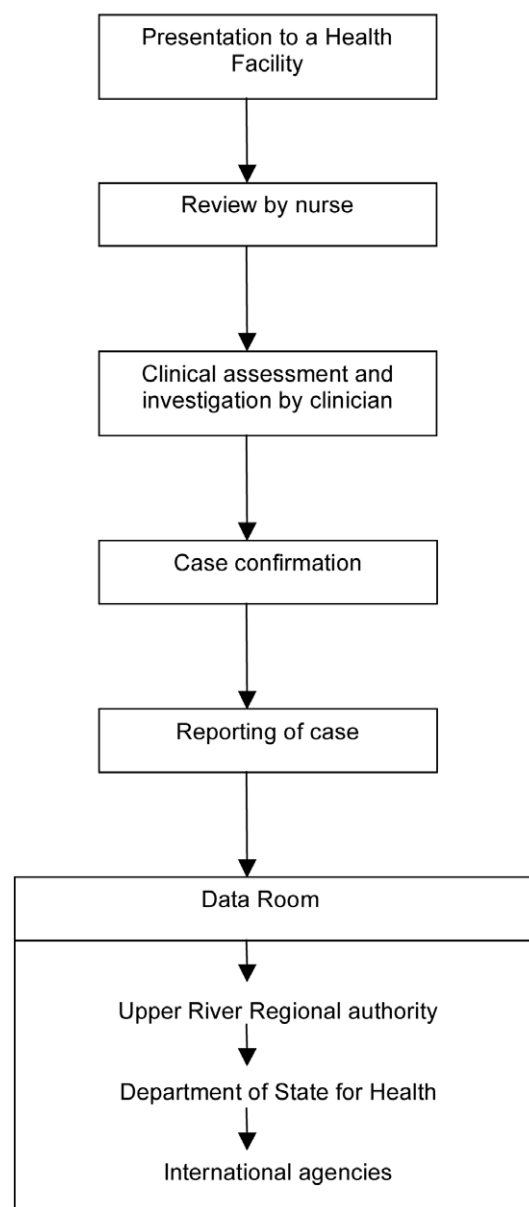 Presentation to a Health
Facility
Review by nurse
Clinical assessment and
investigation by clinician
Case confirmation
Reporting of case
Data Room
Upper River Regional authority
Department of State for Health
International agencies